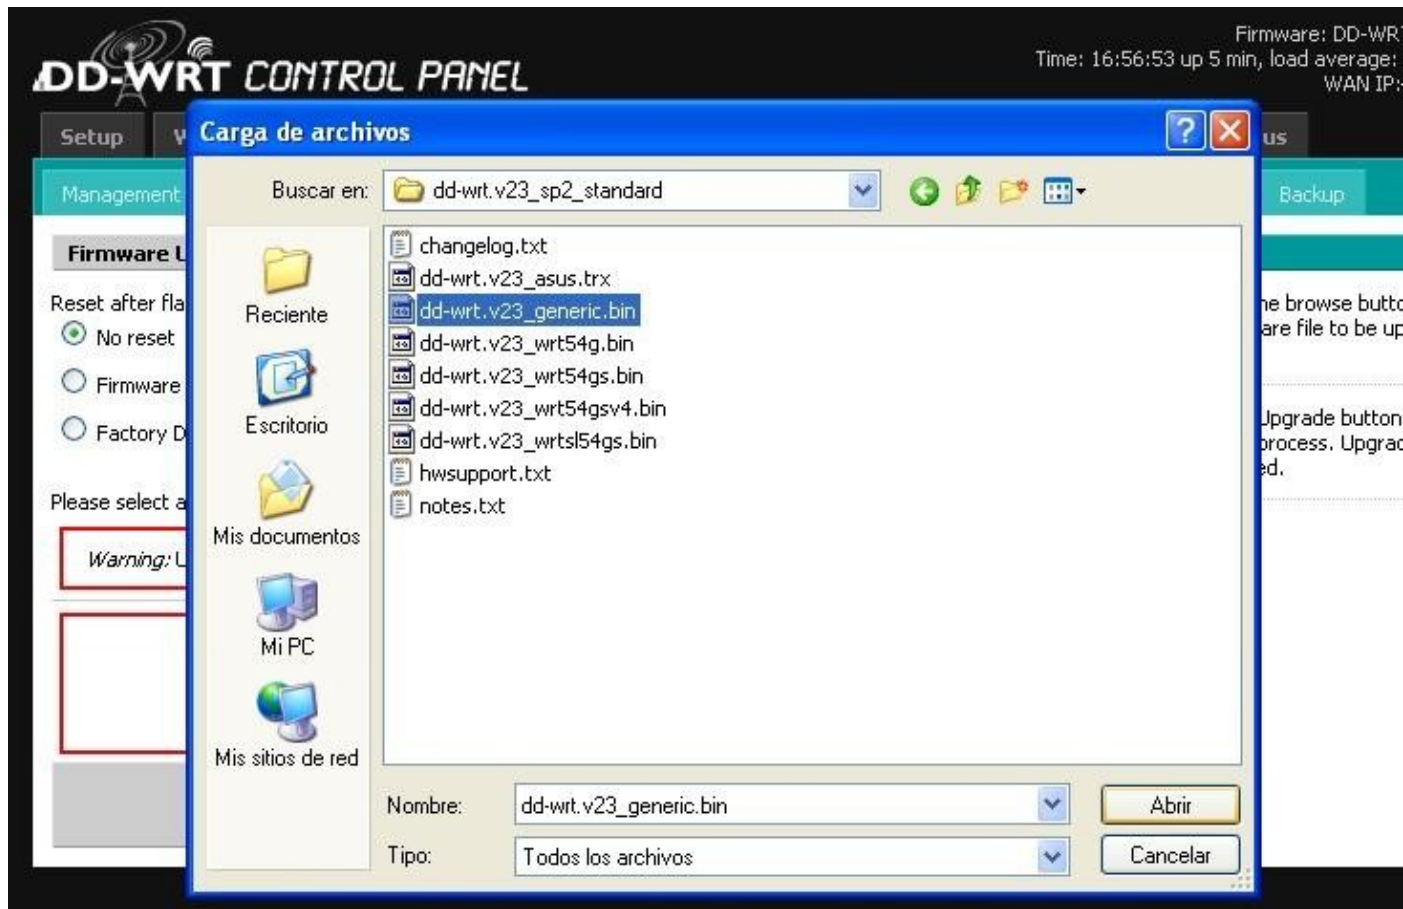 Firmware: DD-WR
DD-WRT CONTROL PANEL
Time: 16:56:53 up 5 min, load average:
WAN IP:
Setup
Carga de archivos
us
Management
Buscar en: dd-wrt.v23_sp2_standard
Backup
Firmware
changelog.txt
dd-wrt.v23_asus.trx
Reset after fla
Reciente
dd-wrt.v23_generic.bin
he browse butto
No reset
dd-wrt.v23_wrt54g.bin
are file to be up
Firmware
dd-wrt.v23_wrt54gs.bin
dd-wrt.v23_wrt54gsv4.bin
Factory D
Escritorio
dd-wrt.v23_wrtsl54gs.bin
Upgrade button
process. Upgrad
ed.
hwsupport.txt
notes.txt
Please select a
Mis documentos
Warning: U
Mi PC
Mis sitios de red
Nombre: dd-wrt.v23_generic.bin Abrir
Tipo: Todos los archivos Cancelar